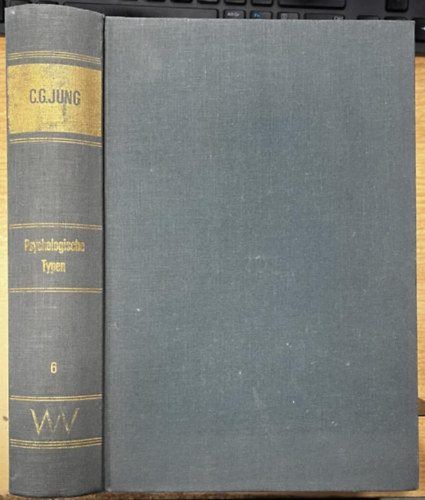 C.G.JUNG
Psychologische
Typen
6
WV